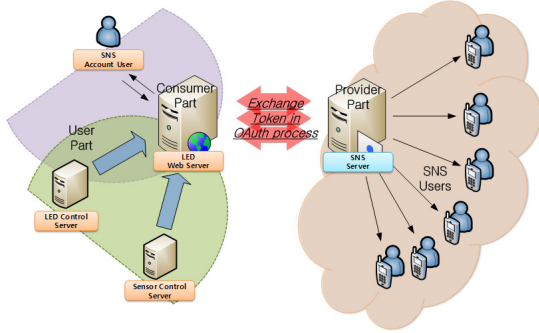 SNS
Account User
Consumer
Part
User
Part
LED
Web Server
LED Control
Server
Sensor Control
Server
Exchange
Token in
OAuth process
Provider
Part
SNS
Server
SNS
Users